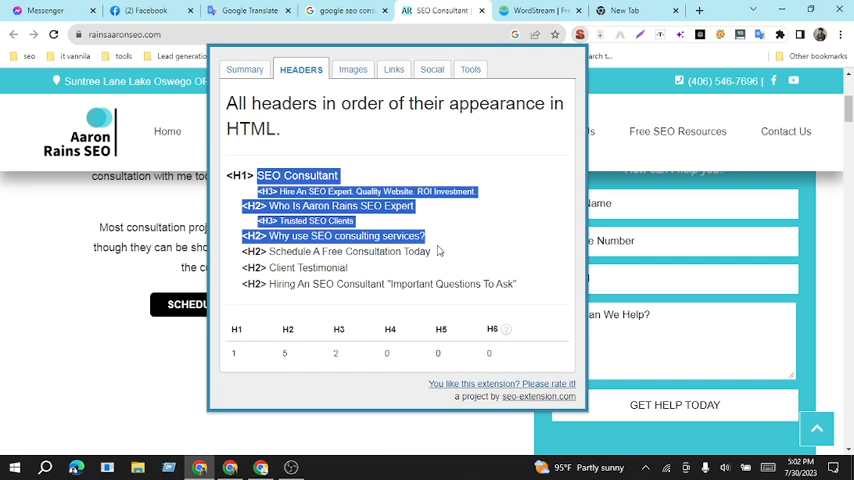 Messenger
(2) Facebook
Google Translate
google seo cons
SEO Consultant |
WordStream | Fre
New Tab
rainsaaronseo.com
seo
it vannila
tools
Lead generation
rch t...
Other bookmarks
Suntree Lane Lake Oswego OR
(406) 546-7696 |
Aaron
Rains SEO
Home
Us
Free SEO Resources
Contact Us
Summary
HEADERS
Images
Links
Social
Tools
All headers in order of their appearance in
HTML.
<H1> SEO Consultant
<H3> Hire An SEO Expert. Quality Website. ROI Investment.
<H2> Who Is Aaron Rains SEO Expert
<H3> Trusted SEO Clients
<H2> Why use SEO consulting services?
<H2> Schedule A Free Consultation Today
<H2> Client Testimonial
<H2> Hiring An SEO Consultant "Important Questions To Ask"
H1 H2 H3 H4 H5 H6 ?
1 5 2 0 0 0
You like this extension? Please rate it!
a project by seo-extension.com
consultation with me to
Most consultation proj
though they can be sho
the co
SCHEDU
Name
e Number
an We Help?
GET HELP TODAY
95°F Partly sunny
5:02 PM
7/30/2023